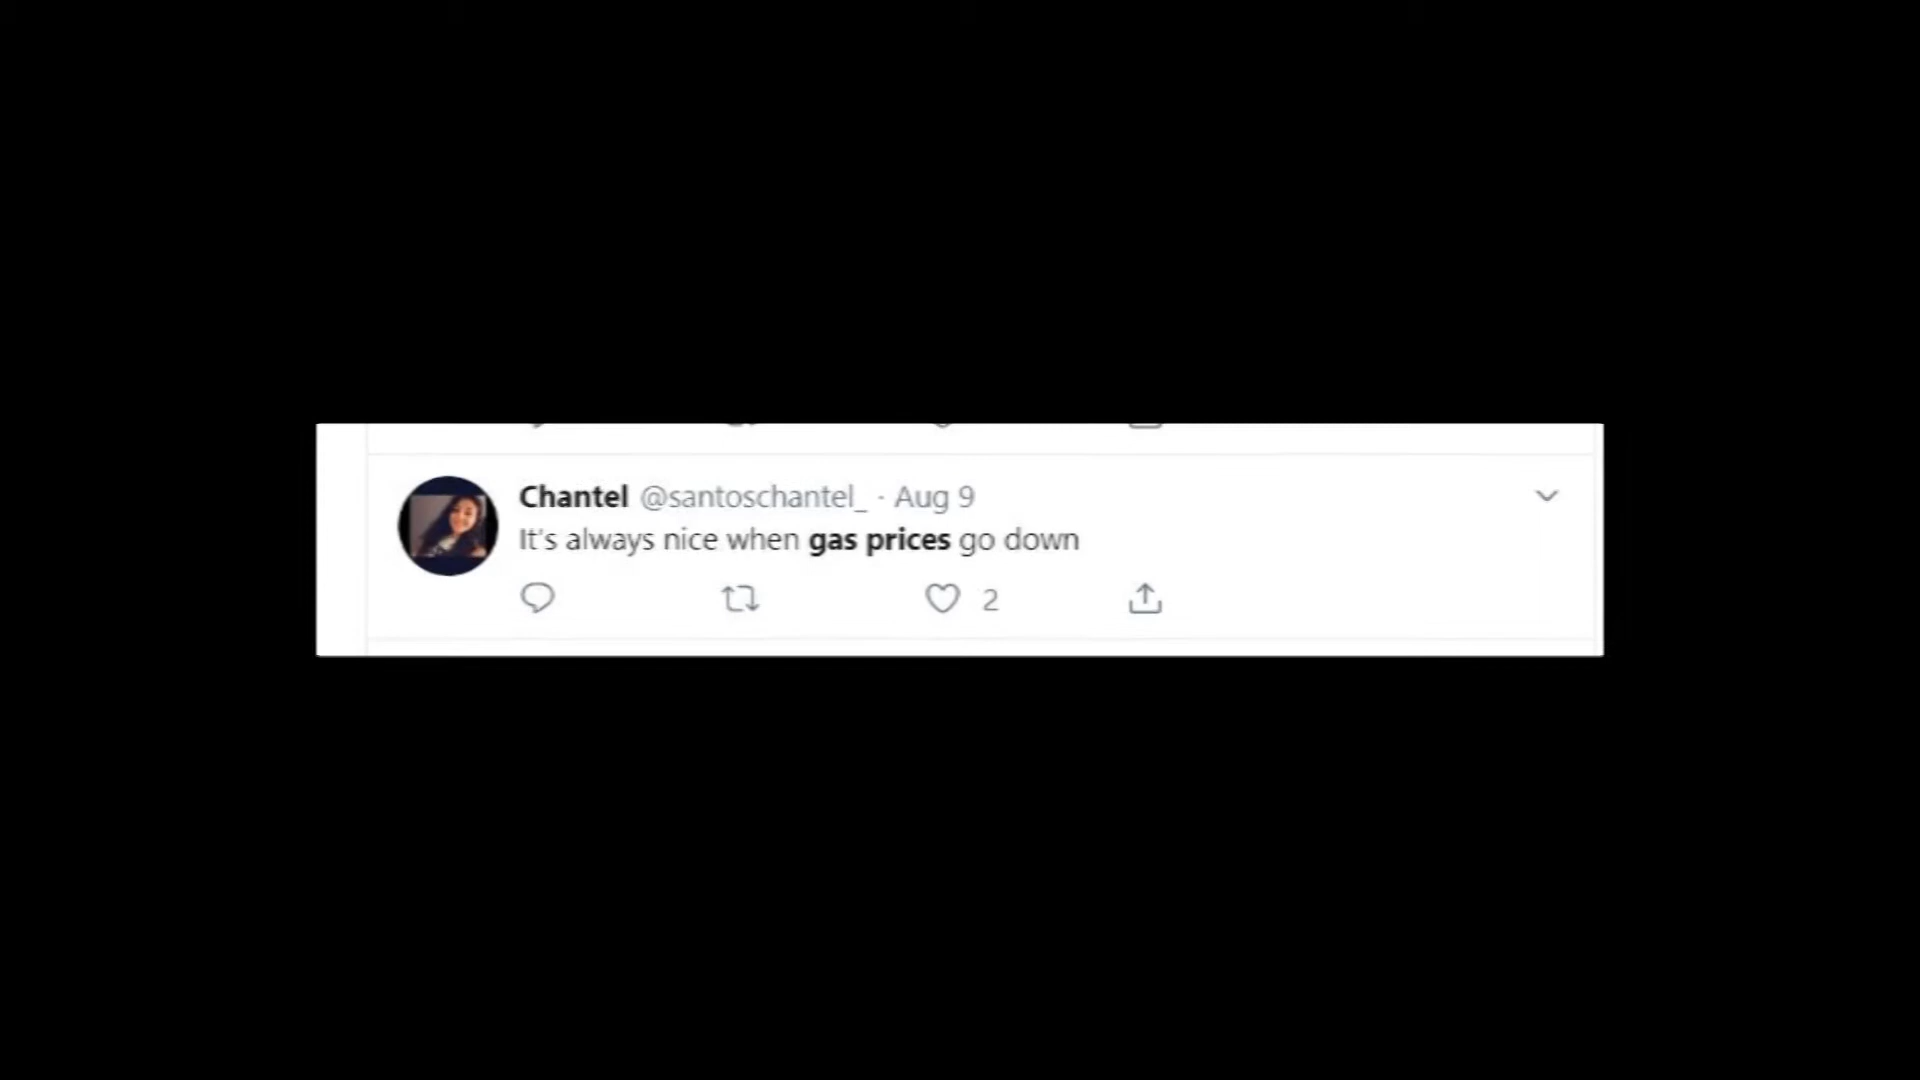 Chantel @santoschantel_ · Aug 9
It's always nice when gas prices go down
2